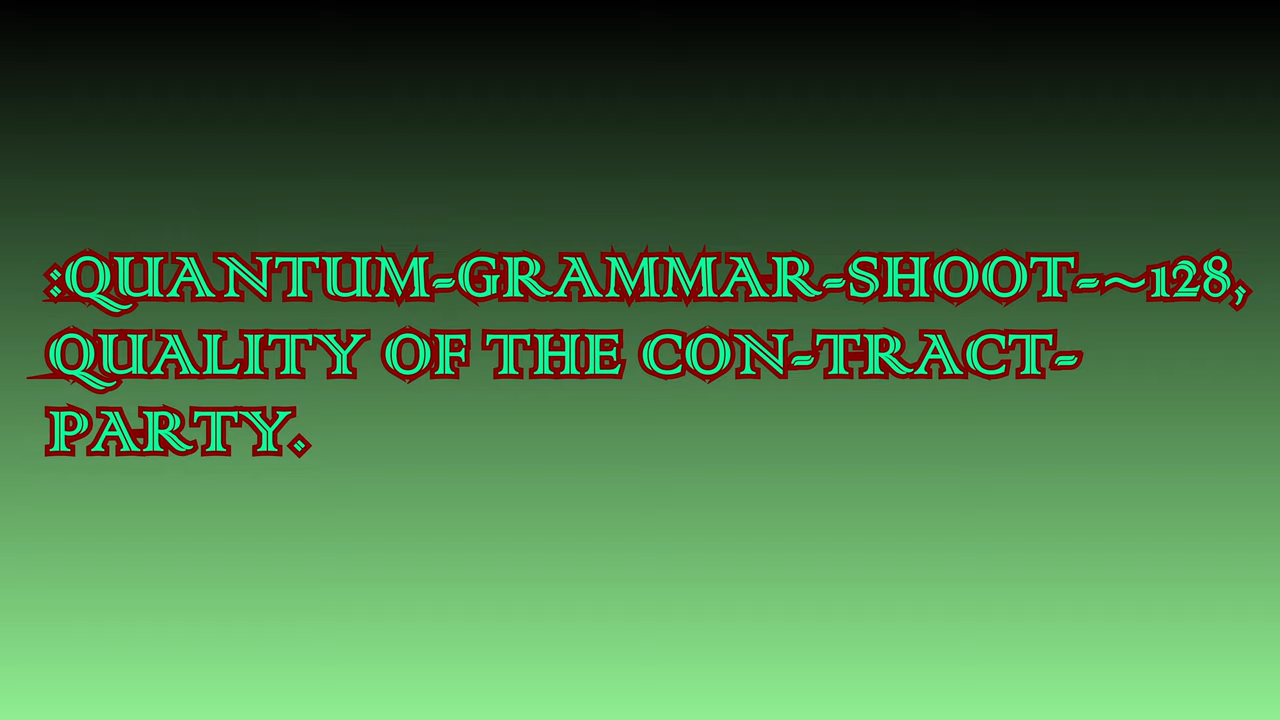 :QUANTUM-GRAMMAR-SHOOT-~128,
QUALITY OF THE CON-TRACT-
PARTY.